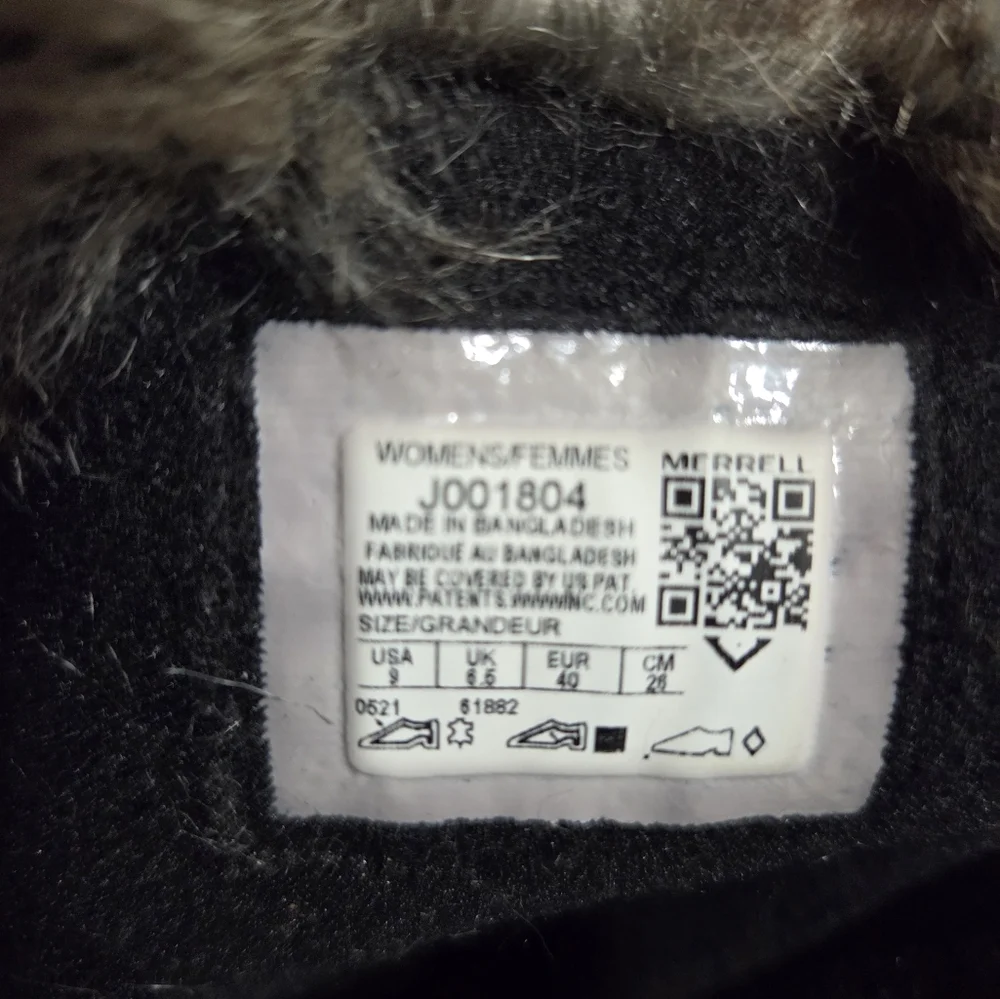 WOMENS/FEMMES
J001804
MADE IN BANGLADESH
FABRIQUÉ AU BANGLADESH
MAY BE COVERED BY US PAT.
WWW.PATENTS.WWWINC.COM
SIZE/GRANDEUR
USA UK EUR CM
9 6.5 40 26
0521 61882
MERRELL